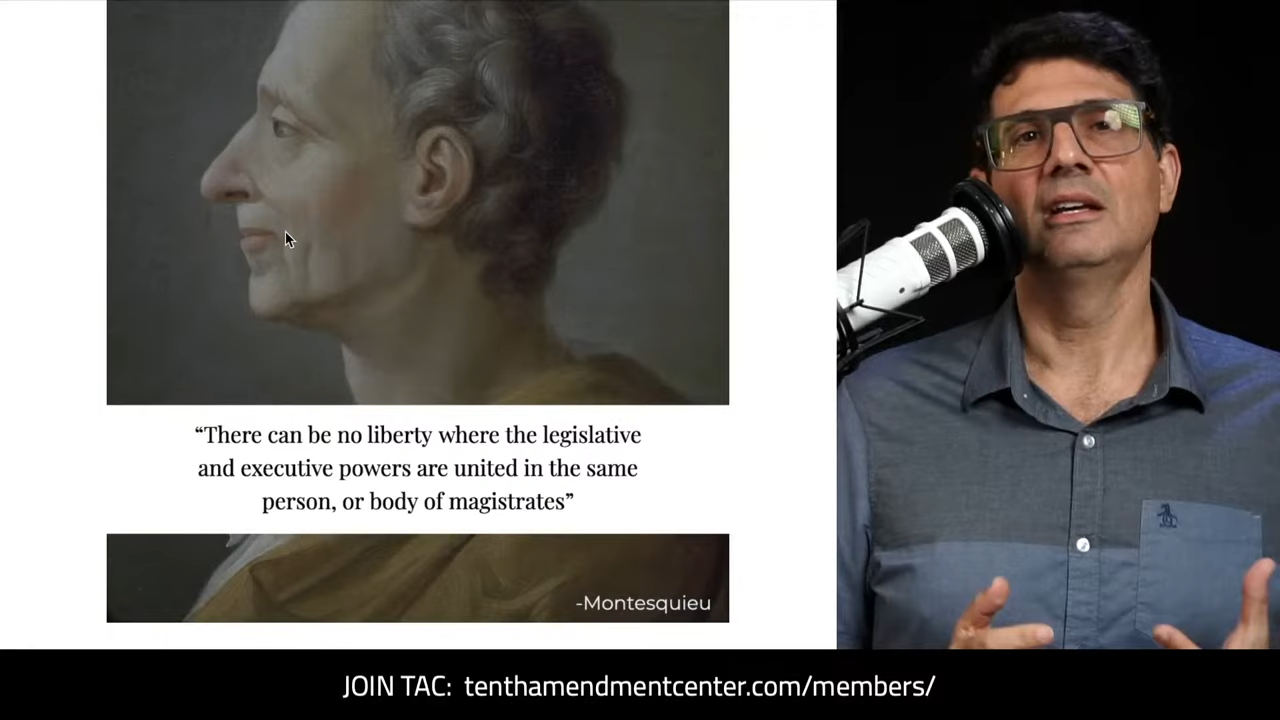 “There can be no liberty where the legislative
and executive powers are united in the same
person, or body of magistrates”
-Montesquieu
JOIN TAC: tenthamendmentcenter.com/members/